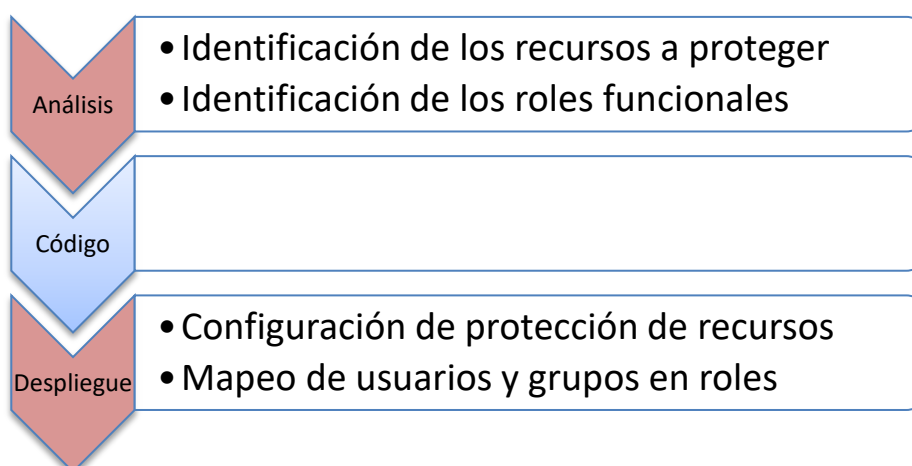 Análisis
• Identificación de los recursos a proteger
• Identificación de los roles funcionales
Código
Despliegue
• Configuración de protección de recursos
• Mapeo de usuarios y grupos en roles